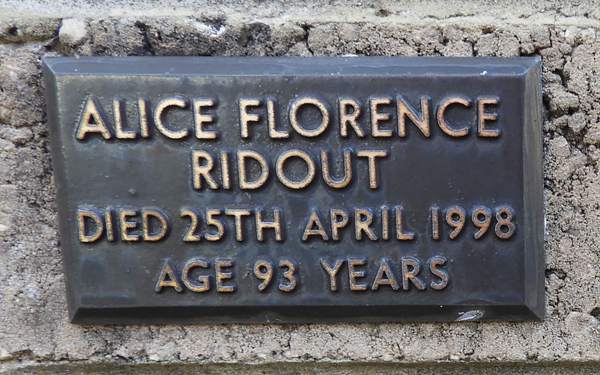 ALICE FLORENCE
RIDOUT
DIED 25TH APRIL 1998
AGE 93 YEARS